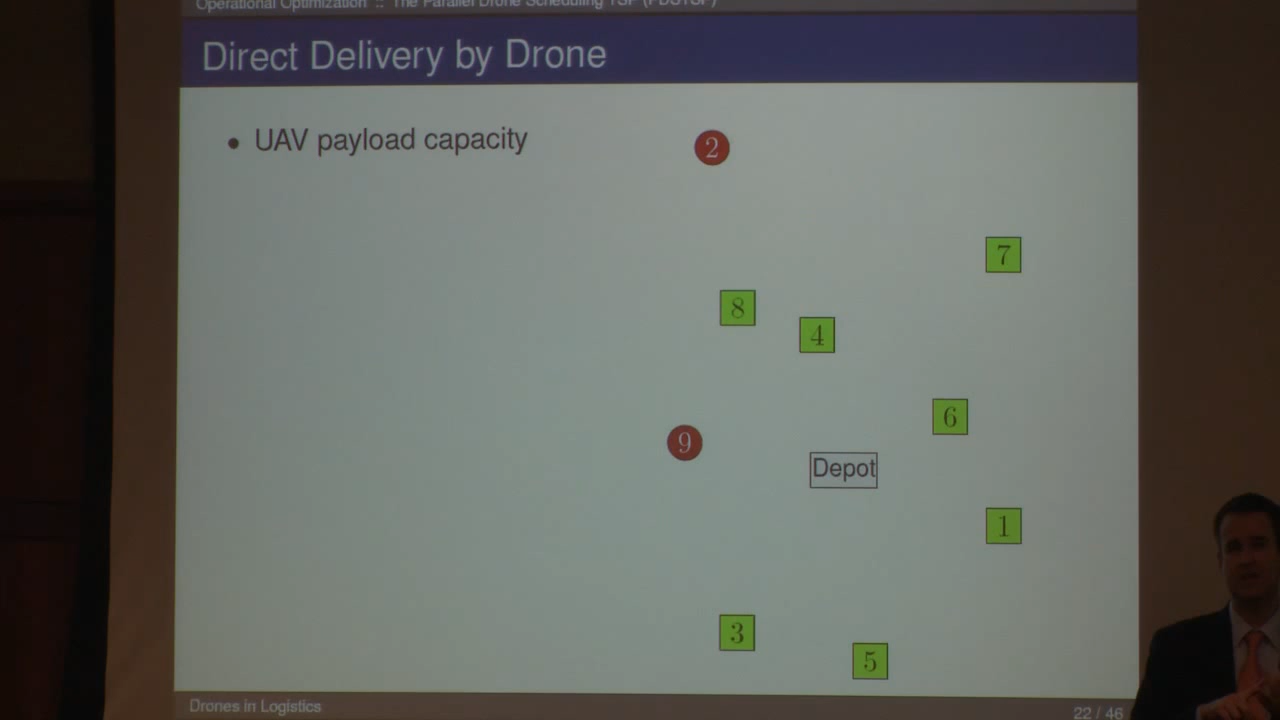 Operational Optimization :: The Parallel Drone Scheduling TSP (PDSTSP)
Direct Delivery by Drone
• UAV payload capacity
2
7
8
4
6
9
Depot
1
3
5
Drones in Logistics
22 / 46